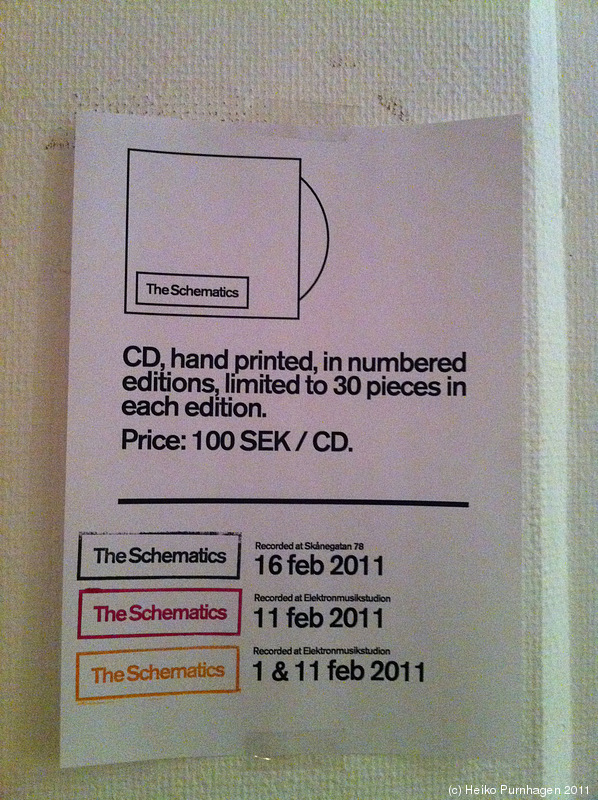 The Schematics
CD, hand printed, in numbered
editions, limited to 30 pieces in
each edition.
Price: 100 SEK / CD.
The Schematics
Recorded at Skånegatan 78
16 feb 2011
The Schematics
Recorded at Elektronmusikstudion
11 feb 2011
The Schematics
Recorded at Elektronmusikstudion
1 & 11 feb 2011
(c) Heiko Purnhagen 2011